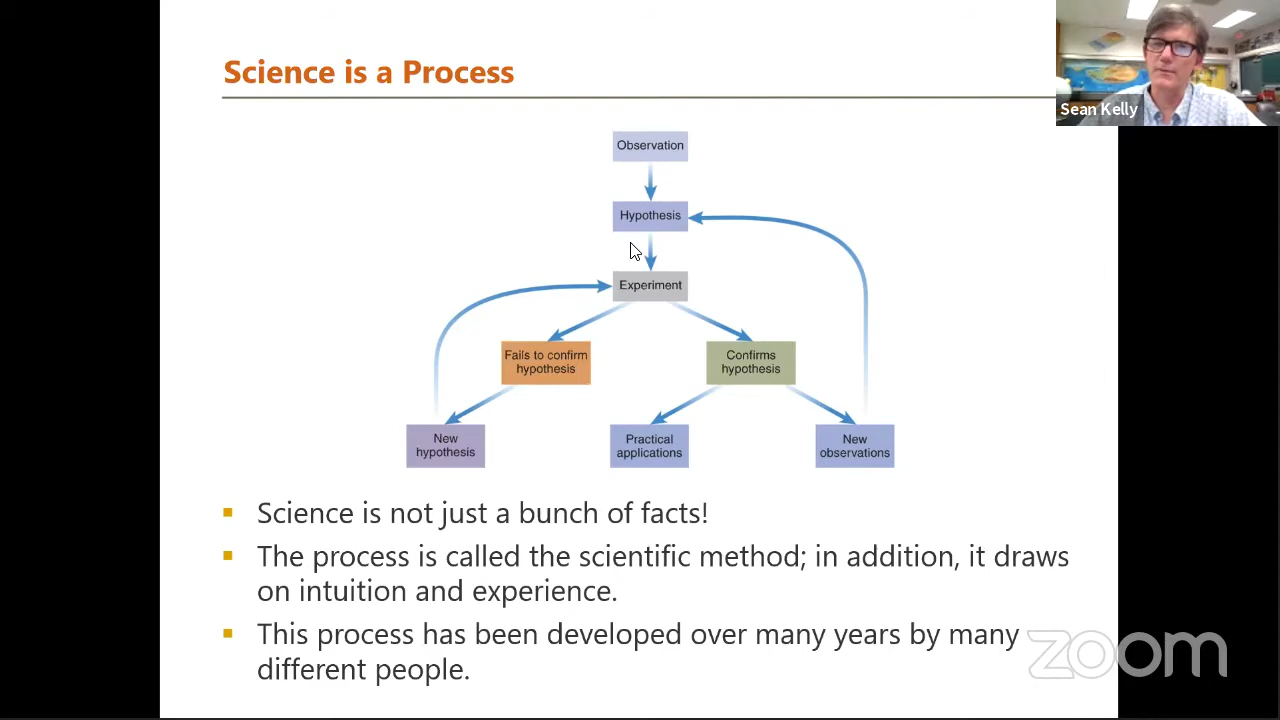 Science is a Process
Sean Kelly
Observation
Hypothesis
Experiment
Fails to confirm
hypothesis
Confirms
hypothesis
New
hypothesis
Practical
applications
New
observations
Science is not just a bunch of facts!
The process is called the scientific method; in addition, it draws
on intuition and experience.
This process has been developed over many years by many
different people.
zoom